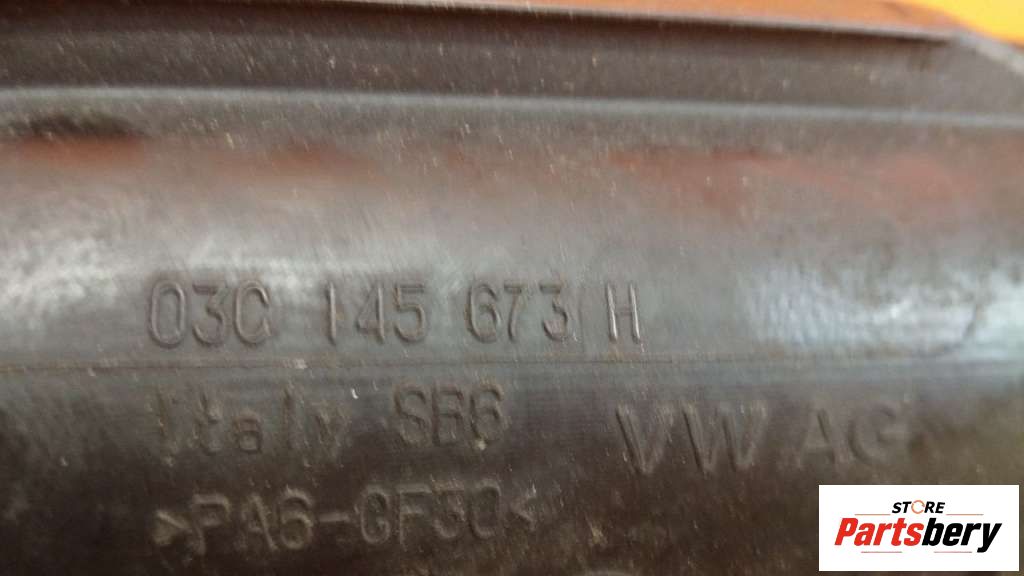 03C 145 673 H
Italy SB6 VW AG
>PA6-GF30<
STORE
Partsbery